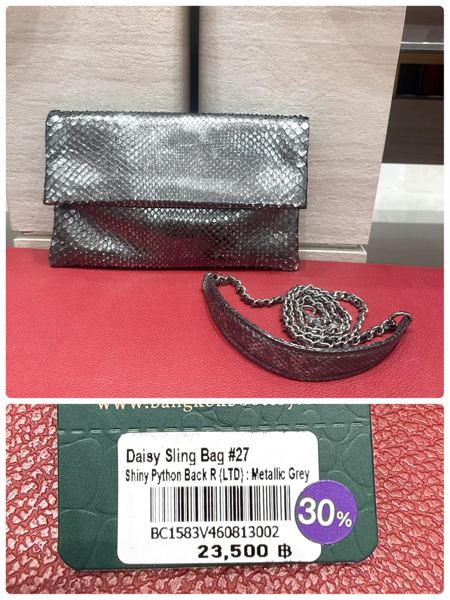 Daisy Sling Bag #27
Shiny Python Back R {LTD} : Metallic Grey
30%
BC1583V460813002
23,500 ฿